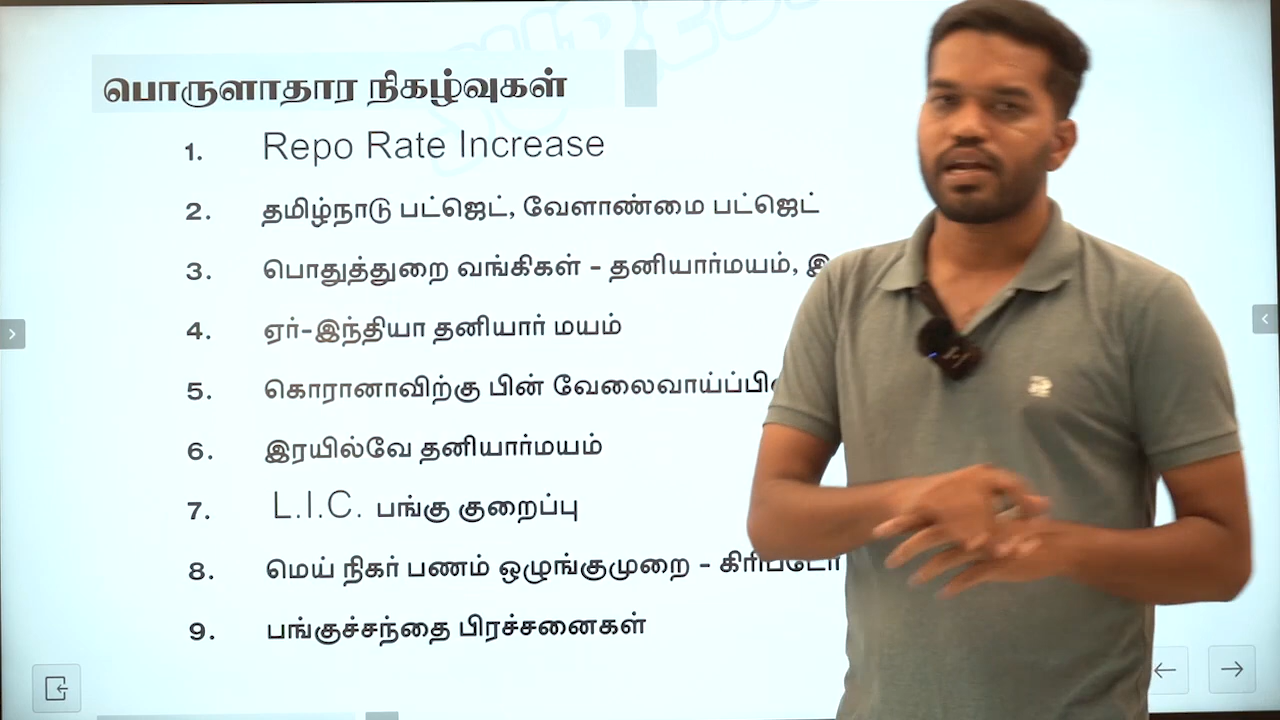 பொருளாதார நிகழ்வுகள்
1. Repo Rate Increase
2. தமிழ்நாடு பட்ஜெட், வேளாண்மை பட்ஜெட்
3. பொதுத்துறை வங்கிகள் - தனியார்மயம்,
4. ஏர்-இந்தியா தனியார் மயம்
5. கொரானாவிற்கு பின்
6. இரயில்வே தனியார்மயம்
7. L.I.C. பங்கு குறைப்பு
8. மெய் நிகர் பணம் ஒழுங்குமுறை -
9. பங்குச்சந்தை பிரச்சனைகள்